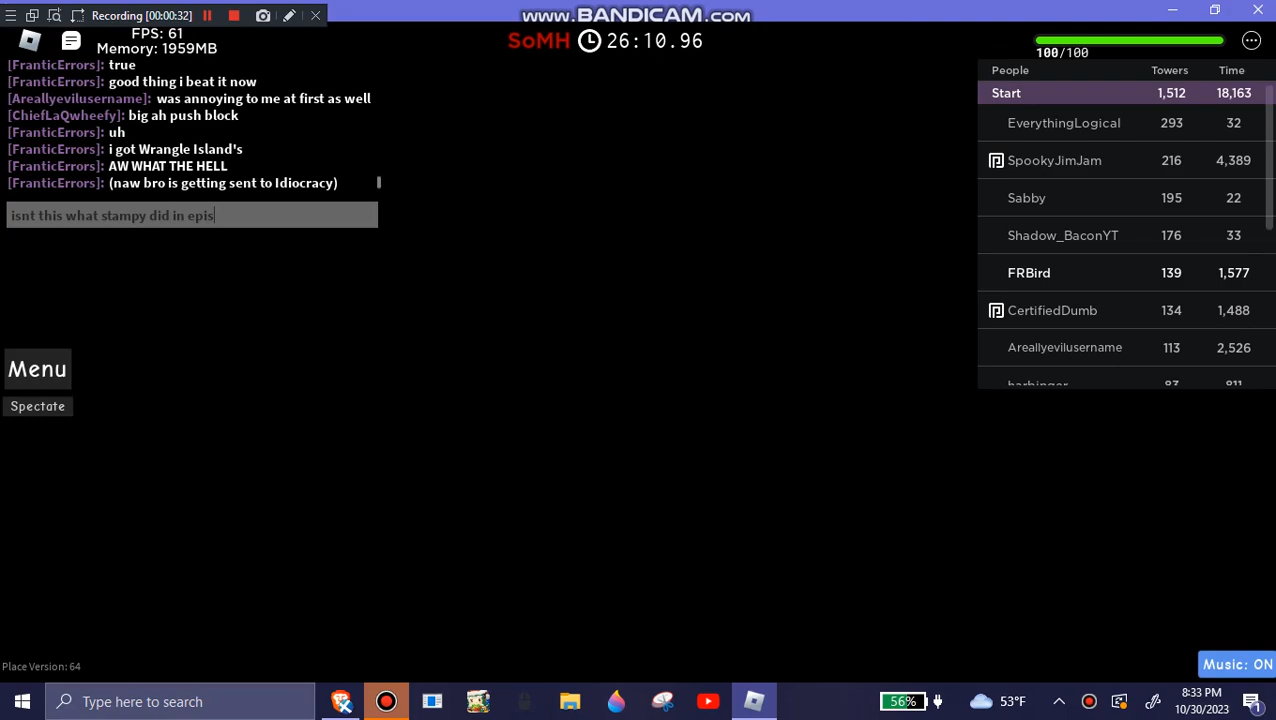 Recording [00:00:32]
www.BANDICAM.com
FPS: 61
Memory: 1959MB
SoMH 26:10.96
100/100
[FranticErrors]: true
[FranticErrors]: good thing i beat it now
[Areallyevilusername]: was annoying to me at first as well
[ChiefLaQwheefy]: big ah push block
[FranticErrors]: uh
[FranticErrors]: i got Wrangle Island's
[FranticErrors]: AW WHAT THE HELL
[FranticErrors]: (naw bro is getting sent to Idiocracy)
isnt this what stampy did in epis
People Towers Time
Start 1,512 18,163
EverythingLogical 293 32
SpookyJimJam 216 4,389
Sabby 195 22
Shadow_BaconYT 176 33
FRBird 139 1,577
CertifiedDumb 134 1,488
Areallyevilusername 113 2,526
harbinger 83 811
Menu
Spectate
Place Version: 64
Music: ON
Type here to search
56%
53°F
8:33 PM
10/30/2023
1